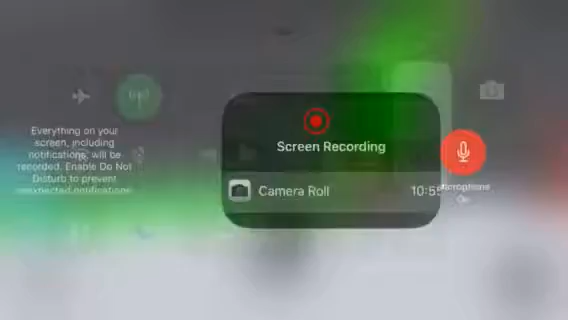 Everything on your
screen, including
notifications, will be
recorded. Enable Do Not
Disturb to prevent
unexpected notifications.
Screen Recording
Camera Roll
10:55
Microphone